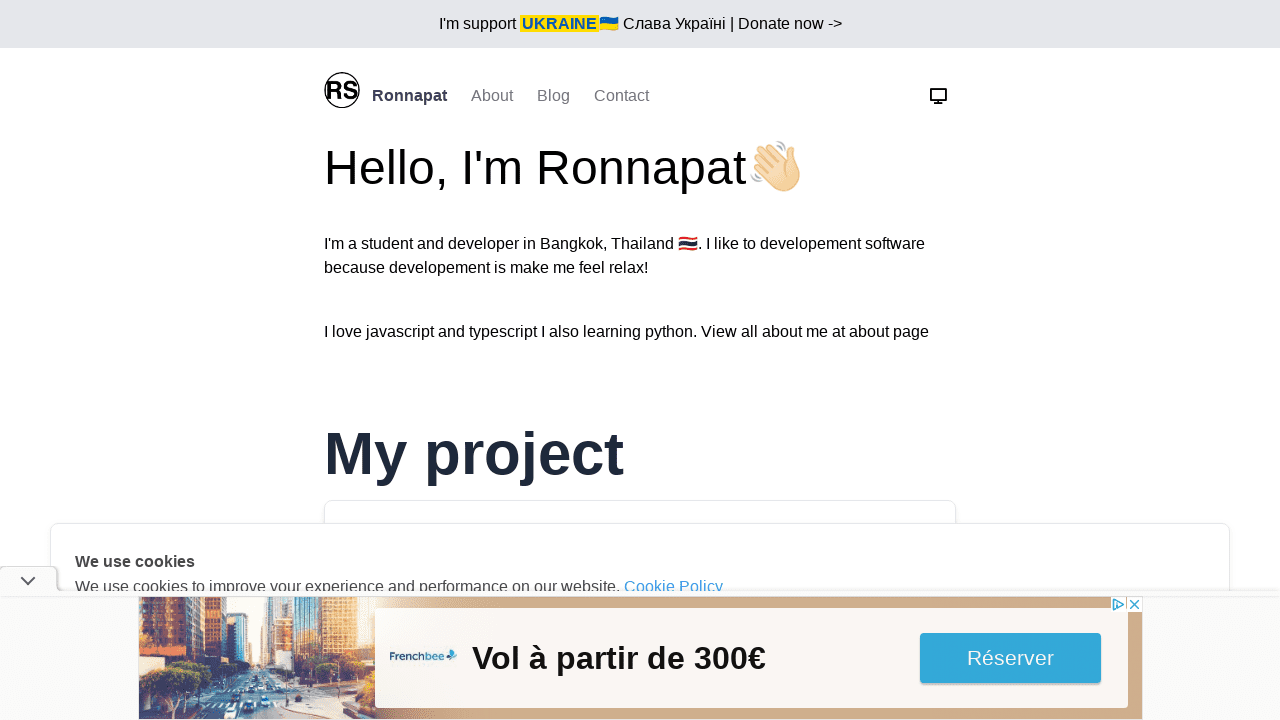 I'm support UKRAINE🇺🇦 Слава Україні | Donate now ->
RS
Ronnapat About Blog Contact
Hello, I'm Ronnapat👋🏻
I'm a student and developer in Bangkok, Thailand 🇹🇭. I like to developement software
because developement is make me feel relax!
I love javascript and typescript I also learning python. View all about me at about page
My project
We use cookies
We use cookies to improve your experience and performance on our website. Cookie Policy
Frenchbee
Vol à partir de 300€
Réserver